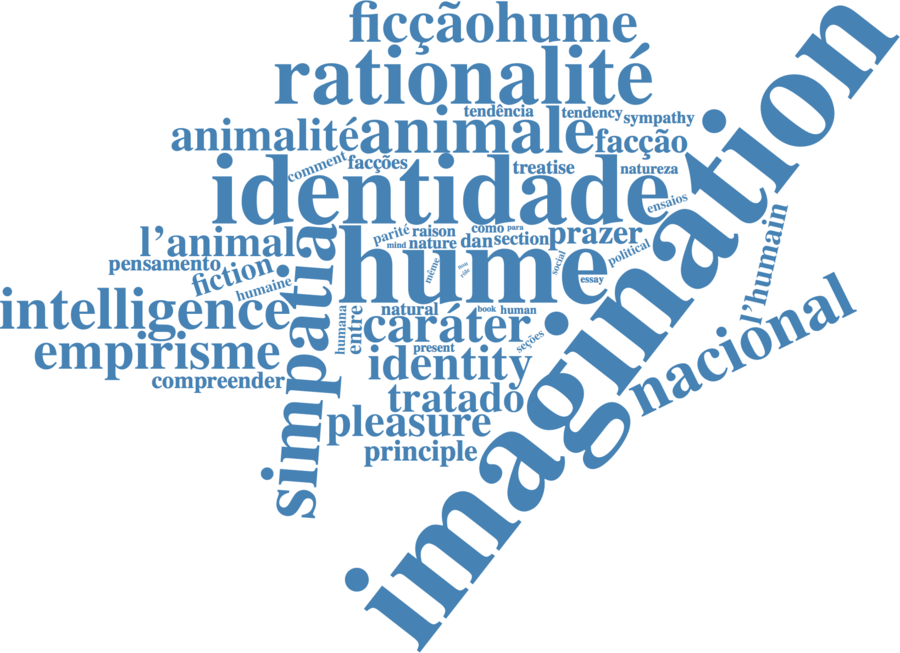 ficçãohume
rationalité
tendência
tendency
sympathy
animalité
animale
facção
comment
facções
treatise
natureza
identidade
ensaios
l'humain
l'animal
parité
raison
como
para
prazer
mind
nature
dan
section
political
pensamento
fiction
humaine
hume
même
social
essay
intelligence
simpatia
natural
book
human
humana
entre
caráter
nacional
empirisme
present
seções
identity
compreender
tratado
pleasure
principle
imagination